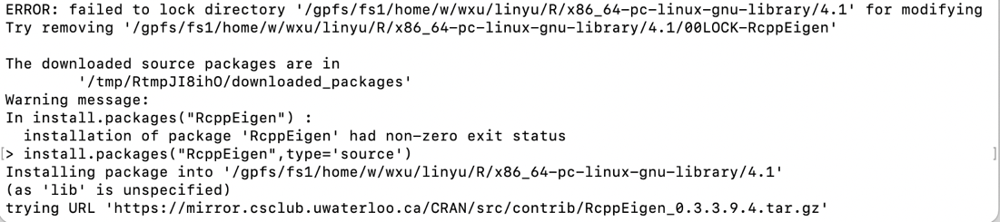 ERROR: failed to lock directory '/gpfs/fs1/home/w/wxu/linyu/R/x86_64-pc-linux-gnu-library/4.1' for modifying
Try removing '/gpfs/fs1/home/w/wxu/linyu/R/x86_64-pc-linux-gnu-library/4.1/00LOCK-RcppEigen'

The downloaded source packages are in
        '/tmp/RtmpJI8ihO/downloaded_packages'
Warning message:
In install.packages("RcppEigen") :
  installation of package 'RcppEigen' had non-zero exit status
[> install.packages("RcppEigen",type='source') ]
Installing package into '/gpfs/fs1/home/w/wxu/linyu/R/x86_64-pc-linux-gnu-library/4.1'
(as 'lib' is unspecified)
trying URL 'https://mirror.csclub.uwaterloo.ca/CRAN/src/contrib/RcppEigen_0.3.3.9.4.tar.gz'